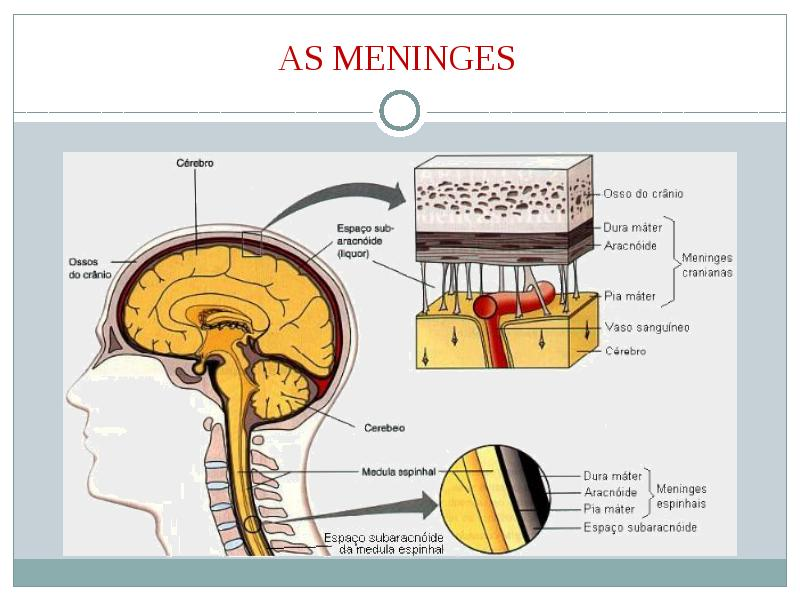 AS MENINGES
Cérebro
Osso do crânio
Espaço sub-
aracnóide
(liquor)
Dura máter
Aracnóide
Ossos
do crânio
Meninges
cranianas
Pia máter
Vaso sanguíneo
Cérebro
Cerebeio
Medula espinhal
Dura máter
Aracnóide
Pia máter
Meninges
espinhais
Espaço subaracnóide
Espaço subaracnóide
da medula espinhal